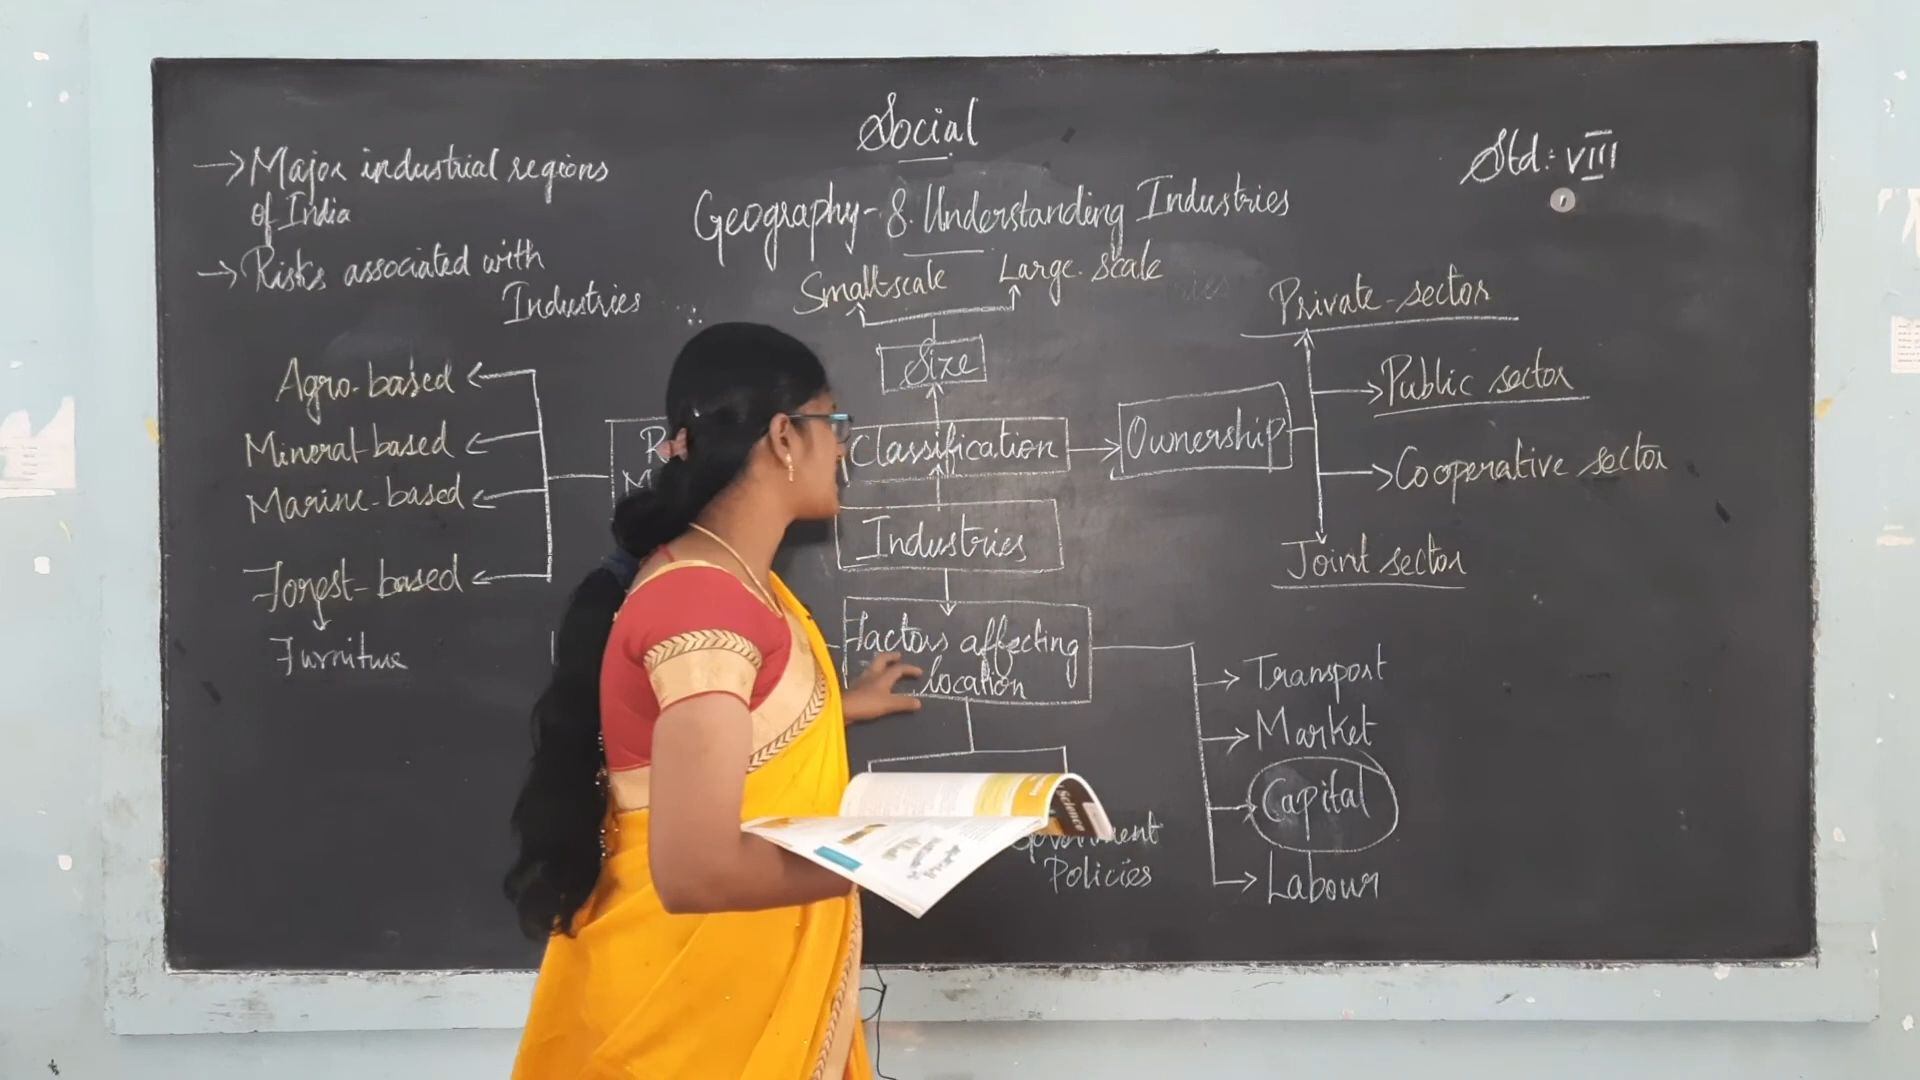 Social
Std: VIII
Geography - 8. Understanding Industries
→ Major industrial regions
of India
→ Risks associated with
Industries
Small-scale
Large-scale
Size
Classification
Ownership
Private-sector
Public sector
Cooperative sector
Joint sector
Agro-based
Mineral-based
Marine-based
Forest-based
Furniture
Industries
Factors affecting
location
Transport
Market
Capital
Labour
Government
Policies
Science